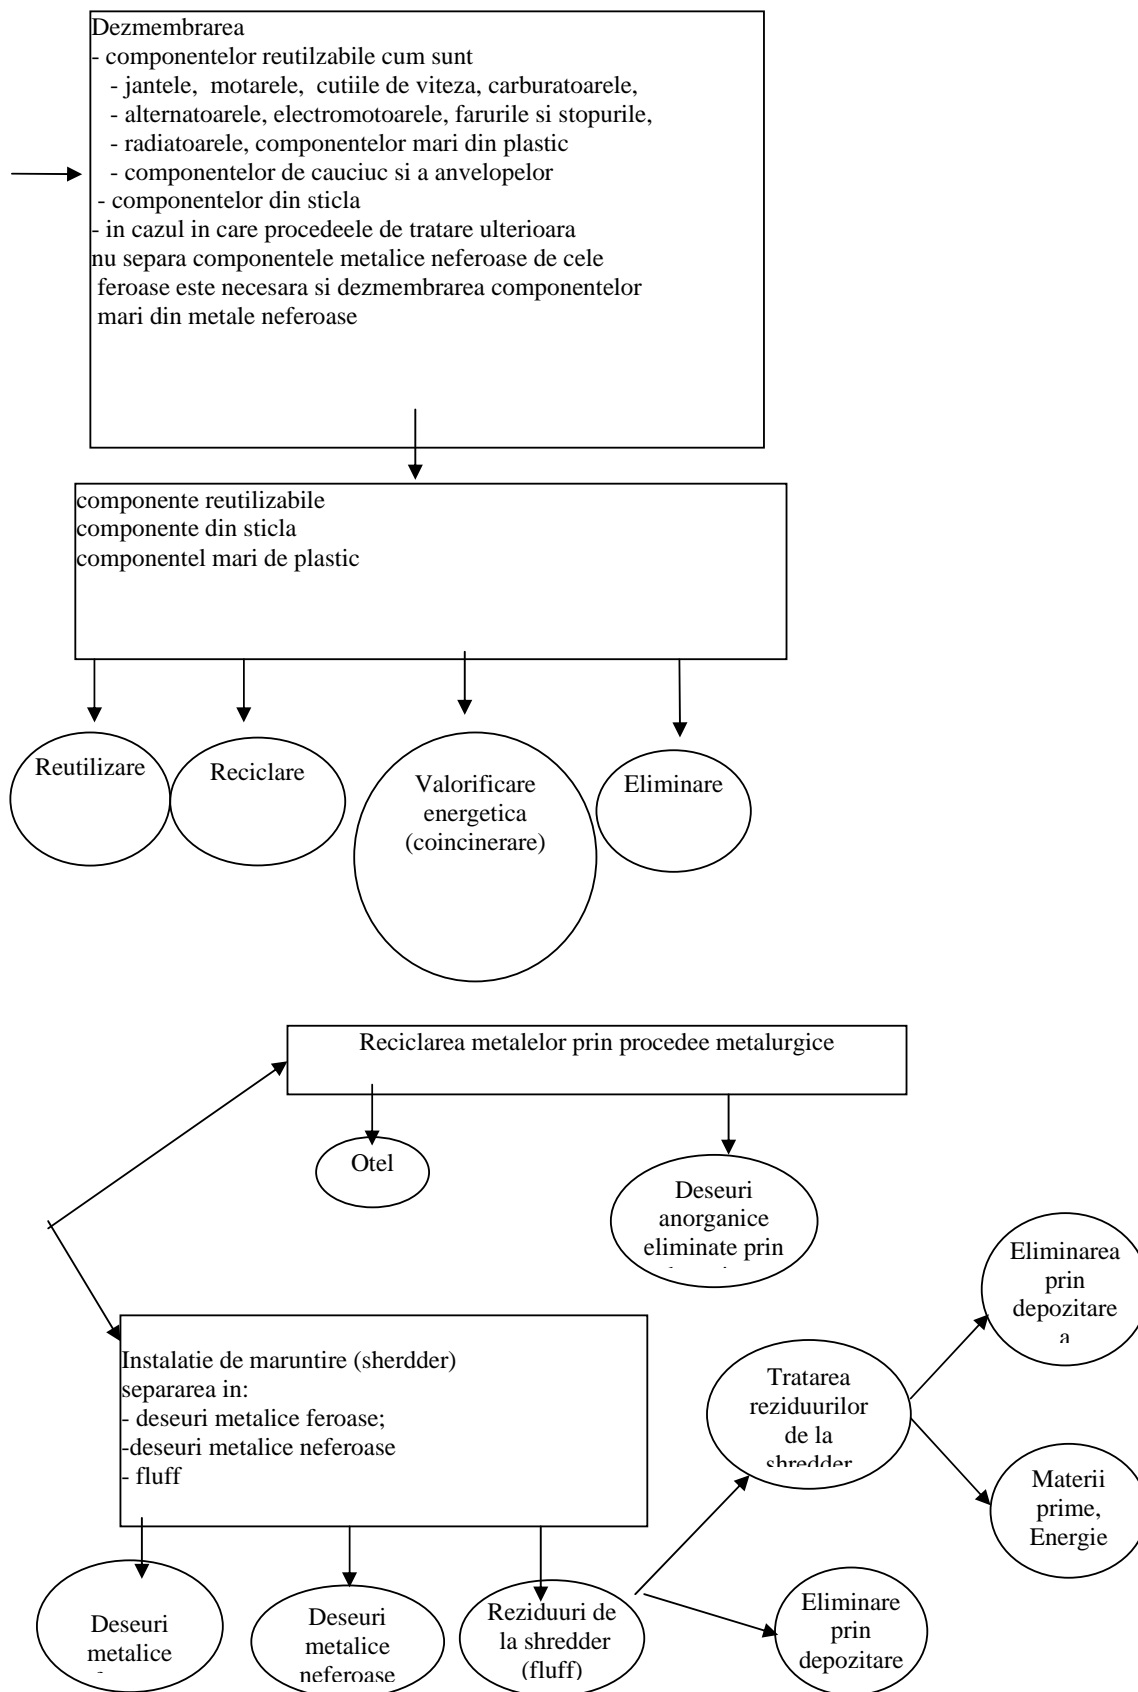 Dezmembrarea
- componentelor reutilzabile cum sunt
- jantele, motarele, cutiile de viteza, carburatoarele,
- alternatoarele, electromotoarele, farurile si stopurile,
- radiatoarele, componentelor mari din plastic
- componentelor de cauciuc si a anvelopelor
- componentelor din sticla
- in cazul in care procedeele de tratare ulterioara
nu separa componentele metalice neferoase de cele
feroase este necesara si dezmembrarea componentelor
mari din metale neferoase
componente reutilizabile
componente din sticla
componentel mari de plastic
Reutilizare
Reciclare
Valorificare
energetica
(coincinerare)
Eliminare
Reciclarea metalelor prin procedee metalurgice
Otel
Deseuri
anorganice
eliminate prin
Eliminarea
prin
depozitare
a
Instalatie de maruntire (sherdder)
separarea in:
- deseuri metalice feroase;
-deseuri metalice neferoase
- fluff
Tratarea
reziduurilor
de la
shredder
Materii
prime,
Energie
Deseuri
metalice
Deseuri
metalice
neferoase
Reziduuri de
la shredder
(fluff)
Eliminare
prin
depozitare